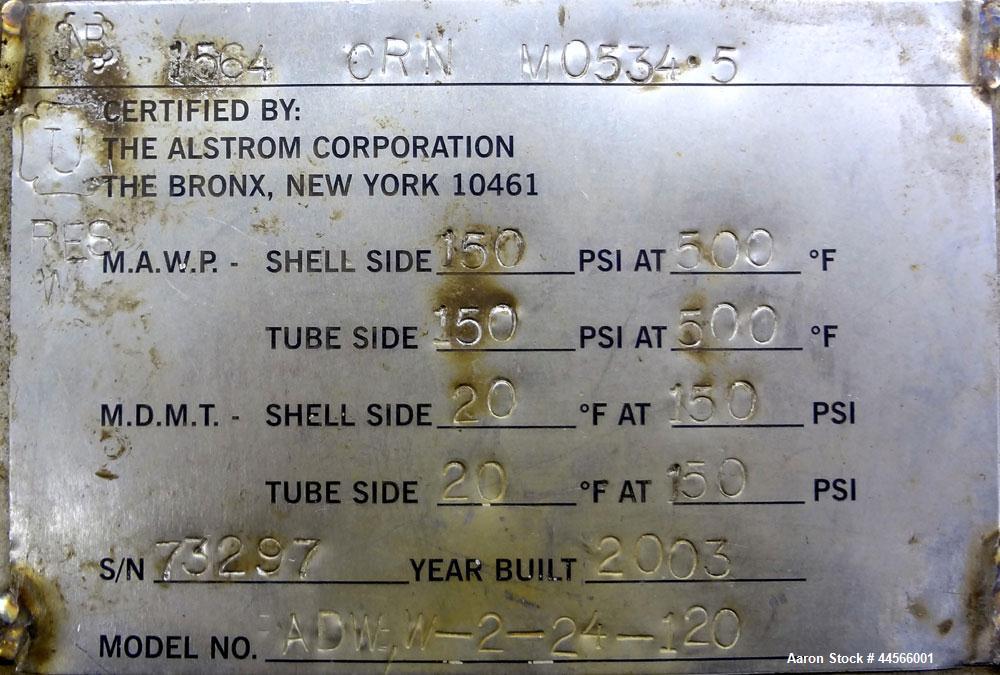 NB 1564 CRN M0534.5
CERTIFIED BY:
U THE ALSTROM CORPORATION
THE BRONX, NEW YORK 10461
RES
W
M.A.W.P. - SHELL SIDE 150 PSI AT 500 °F
TUBE SIDE 150 PSI AT 500 °F
M.D.M.T. - SHELL SIDE 20 °F AT 150 PSI
TUBE SIDE 20 °F AT 150 PSI
S/N 73297 YEAR BUILT 2003
MODEL NO. W-2-24-120
Aaron Stock # 44566001